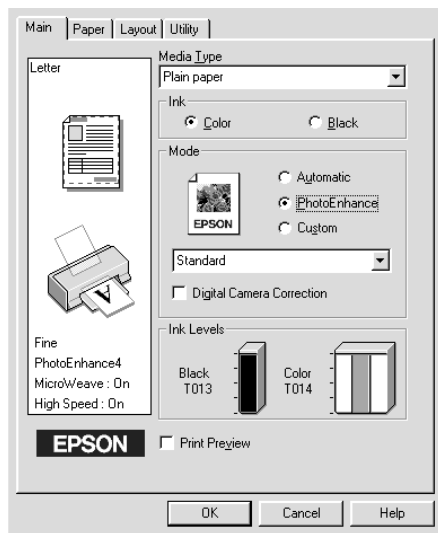 Main
Paper
Layout
Utility
Letter
Fine
PhotoEnhance4
MicroWeave : On
High Speed : On
EPSON
Media Type
Plain paper
Ink
Color
Black
Mode
EPSON
Automatic
PhotoEnhance
Custom
Standard
Digital Camera Correction
Ink Levels
Black
T013
Color
T014
Print Preview
OK
Cancel
Help